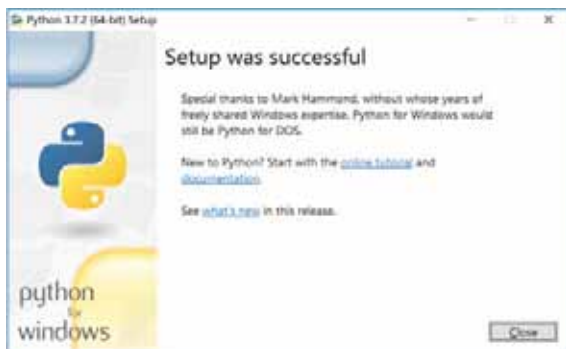 Python 3.7.2 (64-bit) Setup
Setup was successful
Special thanks to Mark Hammond, without whose years of
freely shared Windows expertise, Python for Windows would
still be Python for DOS.
New to Python? Start with the online tutorial and
documentation.
See what's new in this release.
python
for
windows
Close